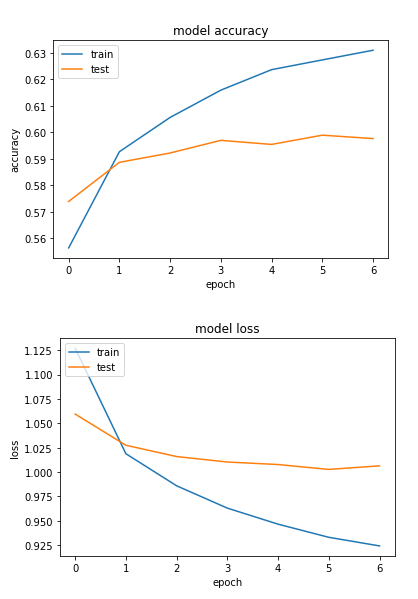 model accuracy
train
test
0.63
0.62
0.61
0.60
0.59
0.58
0.57
0.56
accuracy
0 1 2 3 4 5 6
epoch
model loss
train
test
1.125
1.100
1.075
1.050
1.025
1.000
0.975
0.950
0.925
loss
0 1 2 3 4 5 6
epoch